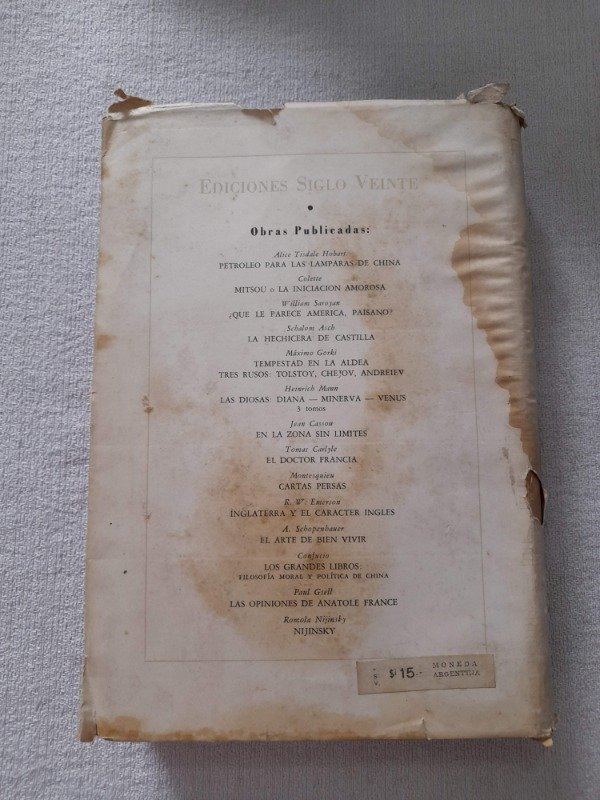 EDICIONES SIGLO VEINTE
Obras Publicadas:
Alice Tisdale Hobart
PETROLEO PARA LAS LAMPARAS DE CHINA
Colette
MITSOU o LA INICIACION AMOROSA
William Saroyan
¿QUE LE PARECE AMERICA, PAISANO?
Schalom Asch
LA HECHICERA DE CASTILLA
Máximo Gorki
TEMPESTAD EN LA ALDEA
TRES RUSOS: TOLSTOY, CHEJOV, ANDREIEV
Heinrich Mann
LAS DIOSAS: DIANA — MINERVA — VENUS
3 tomos
Jean Cassou
EN LA ZONA SIN LIMITES
Tomas Carlyle
EL DOCTOR FRANCIA
Montesquieu
CARTAS PERSAS
R. W. Emerson
INGLATERRA Y EL CARACTER INGLES
A. Schopenhauer
EL ARTE DE BIEN VIVIR
Confucio
LOS GRANDES LIBROS:
FILOSOFÍA MORAL Y POLÍTICA DE CHINA
Paul Gsell
LAS OPINIONES DE ANATOLE FRANCE
Romola Nijinsky
NIJINSKY
$ 15.- MONEDA
ARGENTINA